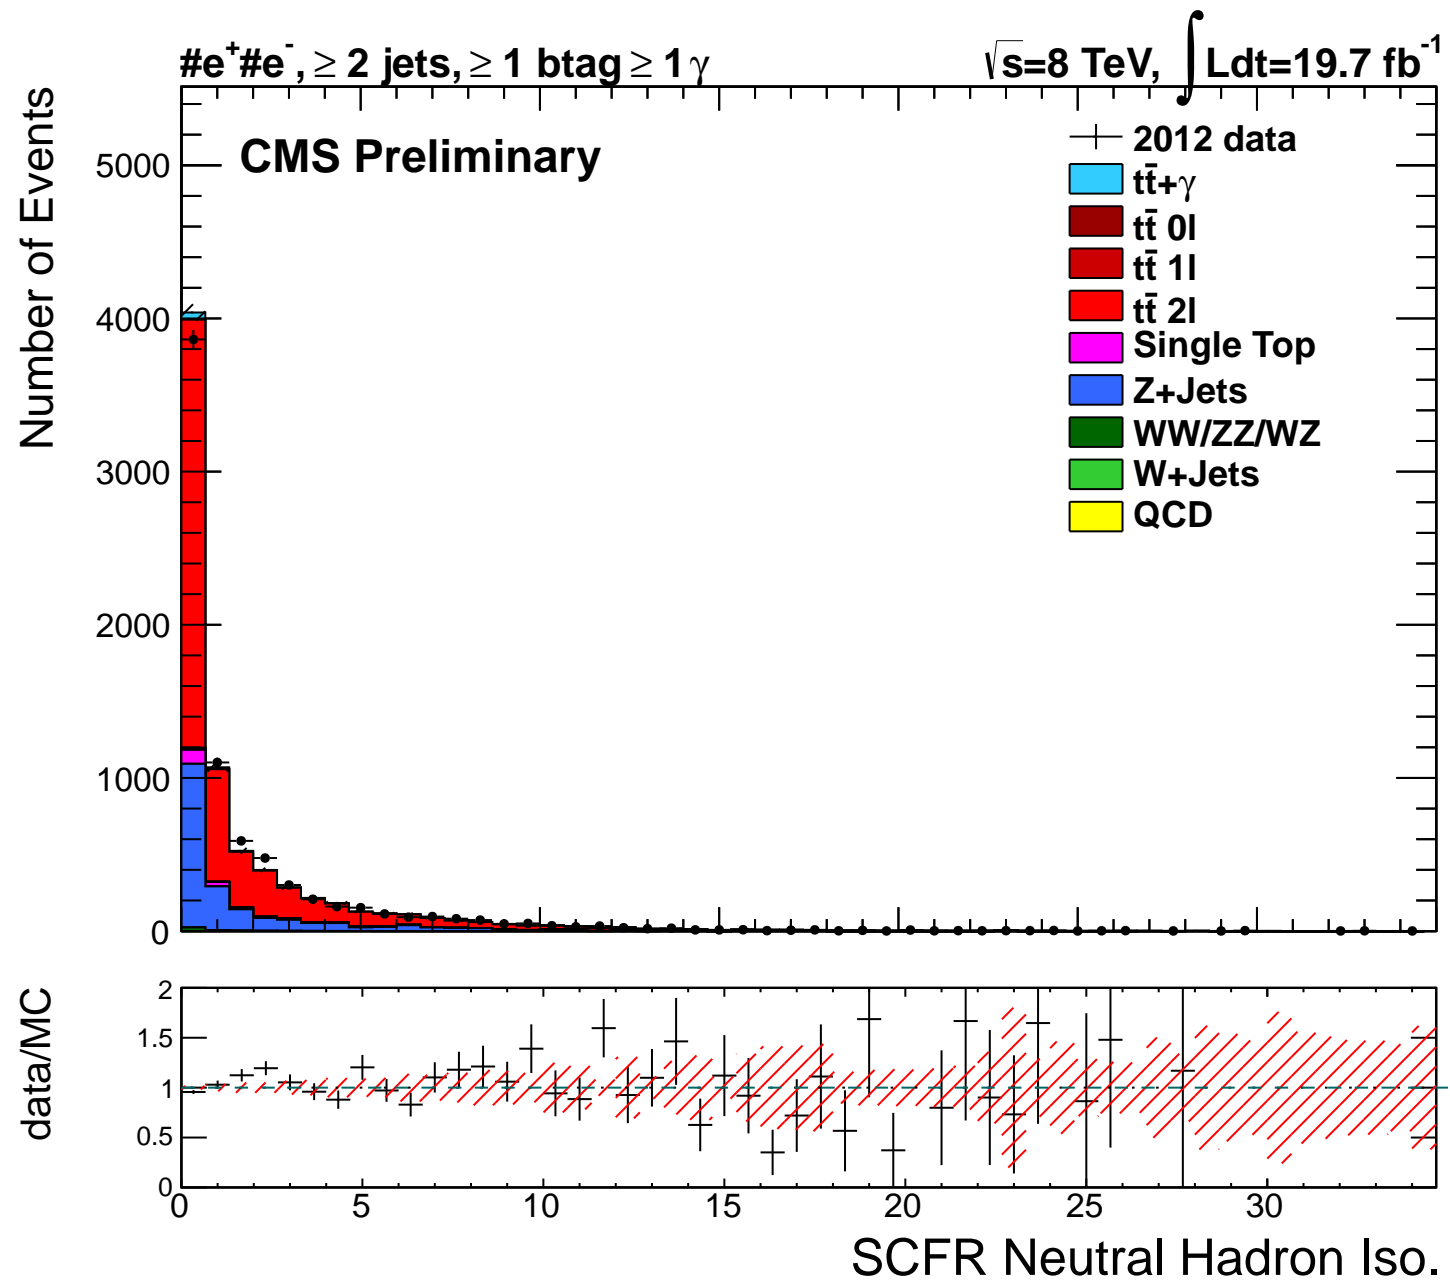 #e⁺#e⁻, ≥ 2 jets, ≥ 1 btag ≥ 1 γ
√s=8 TeV, ∫ Ldt=19.7 fb⁻¹
CMS Preliminary
2012 data
tt̄+γ
tt̄ 0l
tt̄ 1l
tt̄ 2l
Single Top
Z+Jets
WW/ZZ/WZ
W+Jets
QCD
Number of Events
5000
4000
3000
2000
1000
0
data/MC
2
1.5
1
0.5
0
0 5 10 15 20 25 30
SCFR Neutral Hadron Iso.